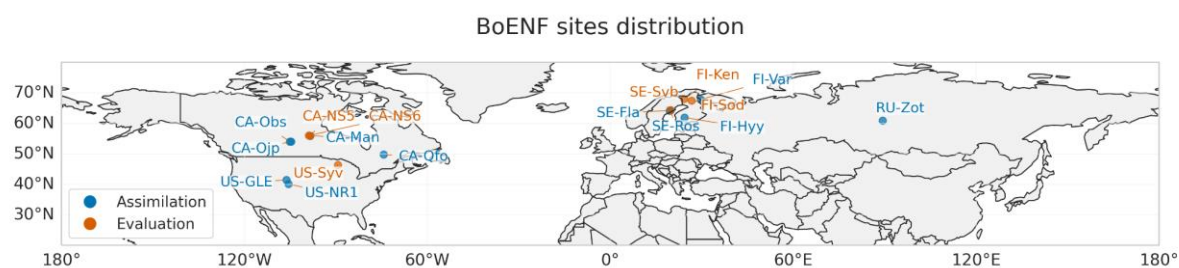 BoENF sites distribution
70°N
60°N
50°N
40°N
30°N
FI-Ken
FI-Var
SE-Svb
FI-Sod
RU-Zot
SE-Fla
SE-Ros
FI-Hyy
CA-NS5
CA-NS6
CA-Obs
CA-Man
CA-Ojp
CA-Qfo
US-Syv
US-GLE
US-NR1
Assimilation
Evaluation
180° 120°W 60°W 0° 60°E 120°E 180°